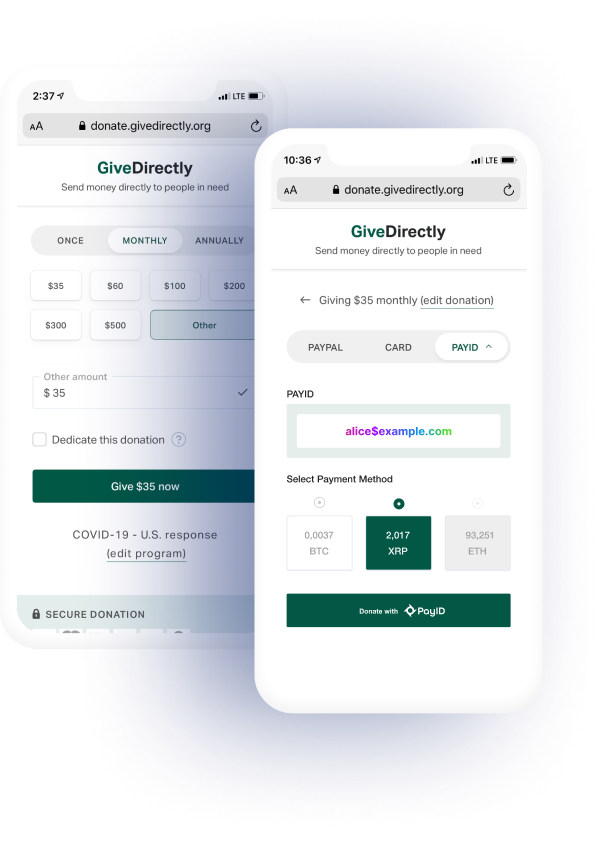 2:37
LTE
AA
donate.givedirectly.org
GiveDirectly
Send money directly to people in need
ONCE
MONTHLY
ANNUALLY
$35
$60
$100
$200
$300
$500
Other
Other amount
$ 35
Dedicate this donation ?
Give $35 now
COVID-19 - U.S. response
(edit program)
SECURE DONATION
10:36
LTE
AA
donate.givedirectly.org
GiveDirectly
Send money directly to people in need
← Giving $35 monthly (edit donation)
PAYPAL
CARD
PAYID
PAYID
alice$example.com
Select Payment Method
0,0037
BTC
2,017
XRP
93,251
ETH
Donate with PayID